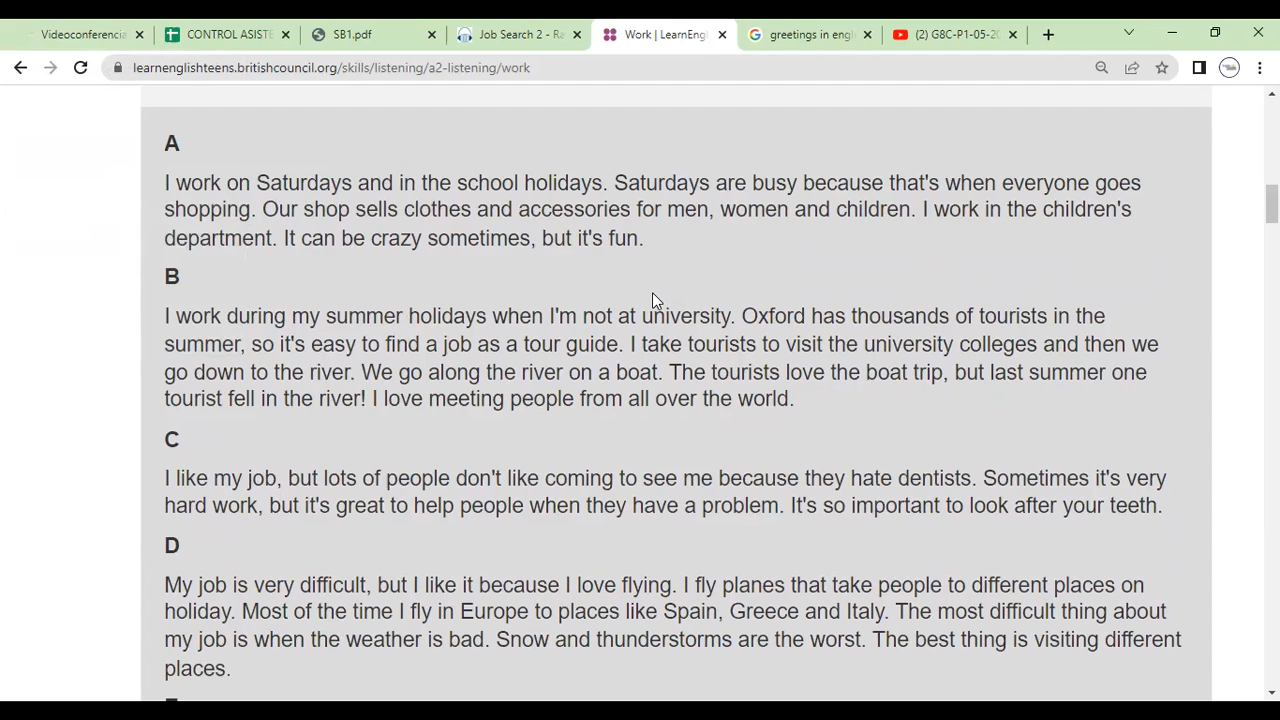 Videoconferencia
CONTROL ASISTE
SB1.pdf
Job Search 2 - Ra
Work | LearnEngl
greetings in engl
(2) G8C-P1-05-20
learnenglishteens.britishcouncil.org/skills/listening/a2-listening/work
A
I work on Saturdays and in the school holidays. Saturdays are busy because that's when everyone goes
shopping. Our shop sells clothes and accessories for men, women and children. I work in the children's
department. It can be crazy sometimes, but it's fun.
B
I work during my summer holidays when I'm not at university. Oxford has thousands of tourists in the
summer, so it's easy to find a job as a tour guide. I take tourists to visit the university colleges and then we
go down to the river. We go along the river on a boat. The tourists love the boat trip, but last summer one
tourist fell in the river! I love meeting people from all over the world.
C
I like my job, but lots of people don't like coming to see me because they hate dentists. Sometimes it's very
hard work, but it's great to help people when they have a problem. It's so important to look after your teeth.
D
My job is very difficult, but I like it because I love flying. I fly planes that take people to different places on
holiday. Most of the time I fly in Europe to places like Spain, Greece and Italy. The most difficult thing about
my job is when the weather is bad. Snow and thunderstorms are the worst. The best thing is visiting different
places.